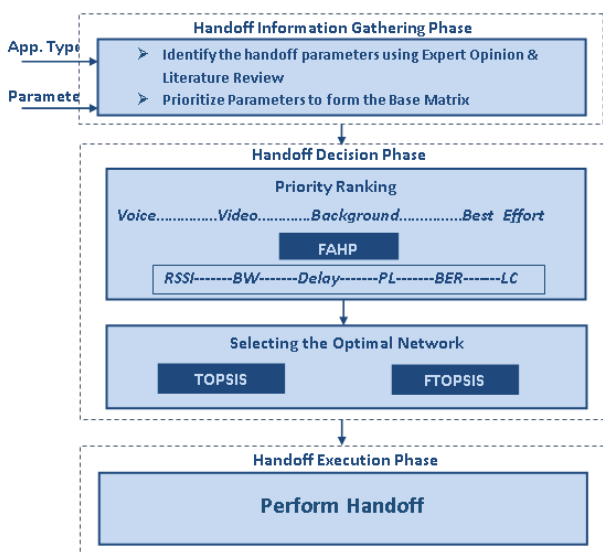 Handoff Information Gathering Phase
App. Type
➢ Identify the handoff parameters using Expert Opinion &
Literature Review
➢ Prioritize Parameters to form the Base Matrix
Paramete
Handoff Decision Phase
Priority Ranking
Voice...............Video.............Background...............Best Effort
FAHP
RSSI-------BW-------Delay-------PL-------BER-------LC
Selecting the Optimal Network
TOPSIS
FTOPSIS
Handoff Execution Phase
Perform Handoff